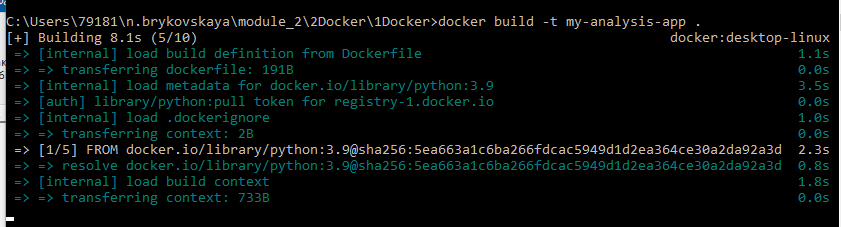 C:\Users\79181\n.brykovskaya\module_2\2Docker\1Docker>docker build -t my-analysis-app .
[+] Building 8.1s (5/10) docker:desktop-linux
=> [internal] load build definition from Dockerfile 1.1s
=> => transferring dockerfile: 191B 0.0s
=> [internal] load metadata for docker.io/library/python:3.9 3.5s
=> [auth] library/python:pull token for registry-1.docker.io 0.0s
=> [internal] load .dockerignore 1.0s
=> => transferring context: 2B 0.0s
=> [1/5] FROM docker.io/library/python:3.9@sha256:5ea663a1c6ba266fdcac5949d1d2ea364ce30a2da92a3d 2.3s
=> => resolve docker.io/library/python:3.9@sha256:5ea663a1c6ba266fdcac5949d1d2ea364ce30a2da92a3d 0.8s
=> [internal] load build context 1.8s
=> => transferring context: 733B 0.0s